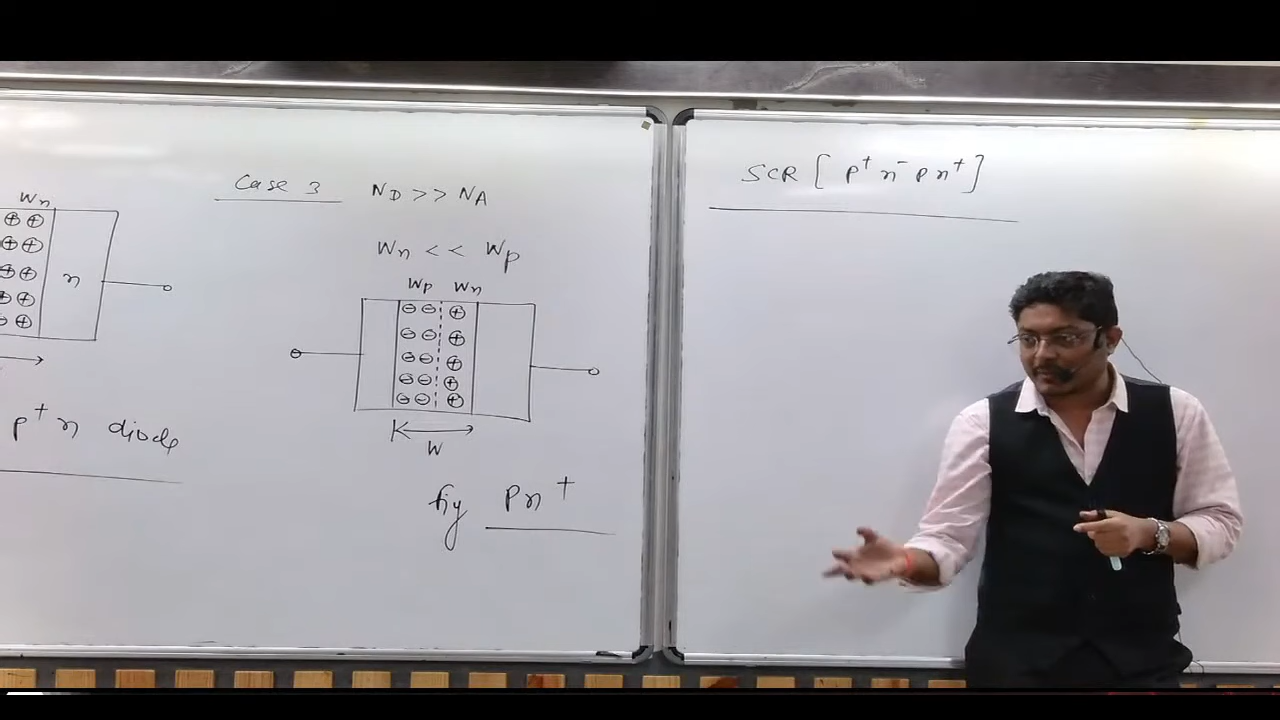 Wn
n
p⁺n diode
Case 3 ND >> NA
Wn << Wp
Wp Wn
⊖ ⊖ ⊕
⊖ ⊖ ⊕
⊖ ⊖ ⊕
⊖ ⊖ ⊕
⊖ ⊖ ⊕
W
fig Pn⁺
SCR [ p⁺ n⁻ p n⁺ ]